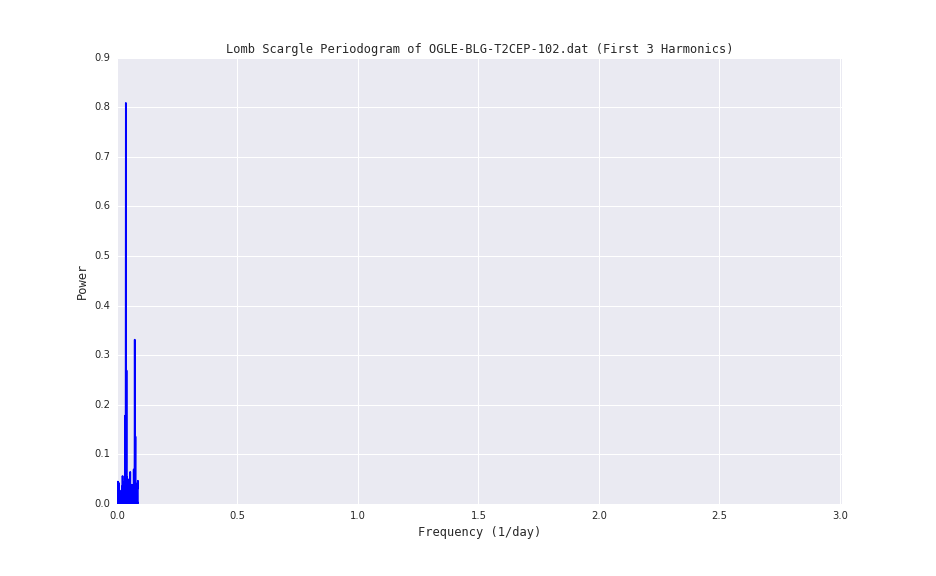 Lomb Scargle Periodogram of OGLE-BLG-T2CEP-102.dat (First 3 Harmonics)
0.9
0.8
0.7
0.6
0.5
0.4
0.3
0.2
0.1
0.0
Power
0.0 0.5 1.0 1.5 2.0 2.5 3.0
Frequency (1/day)